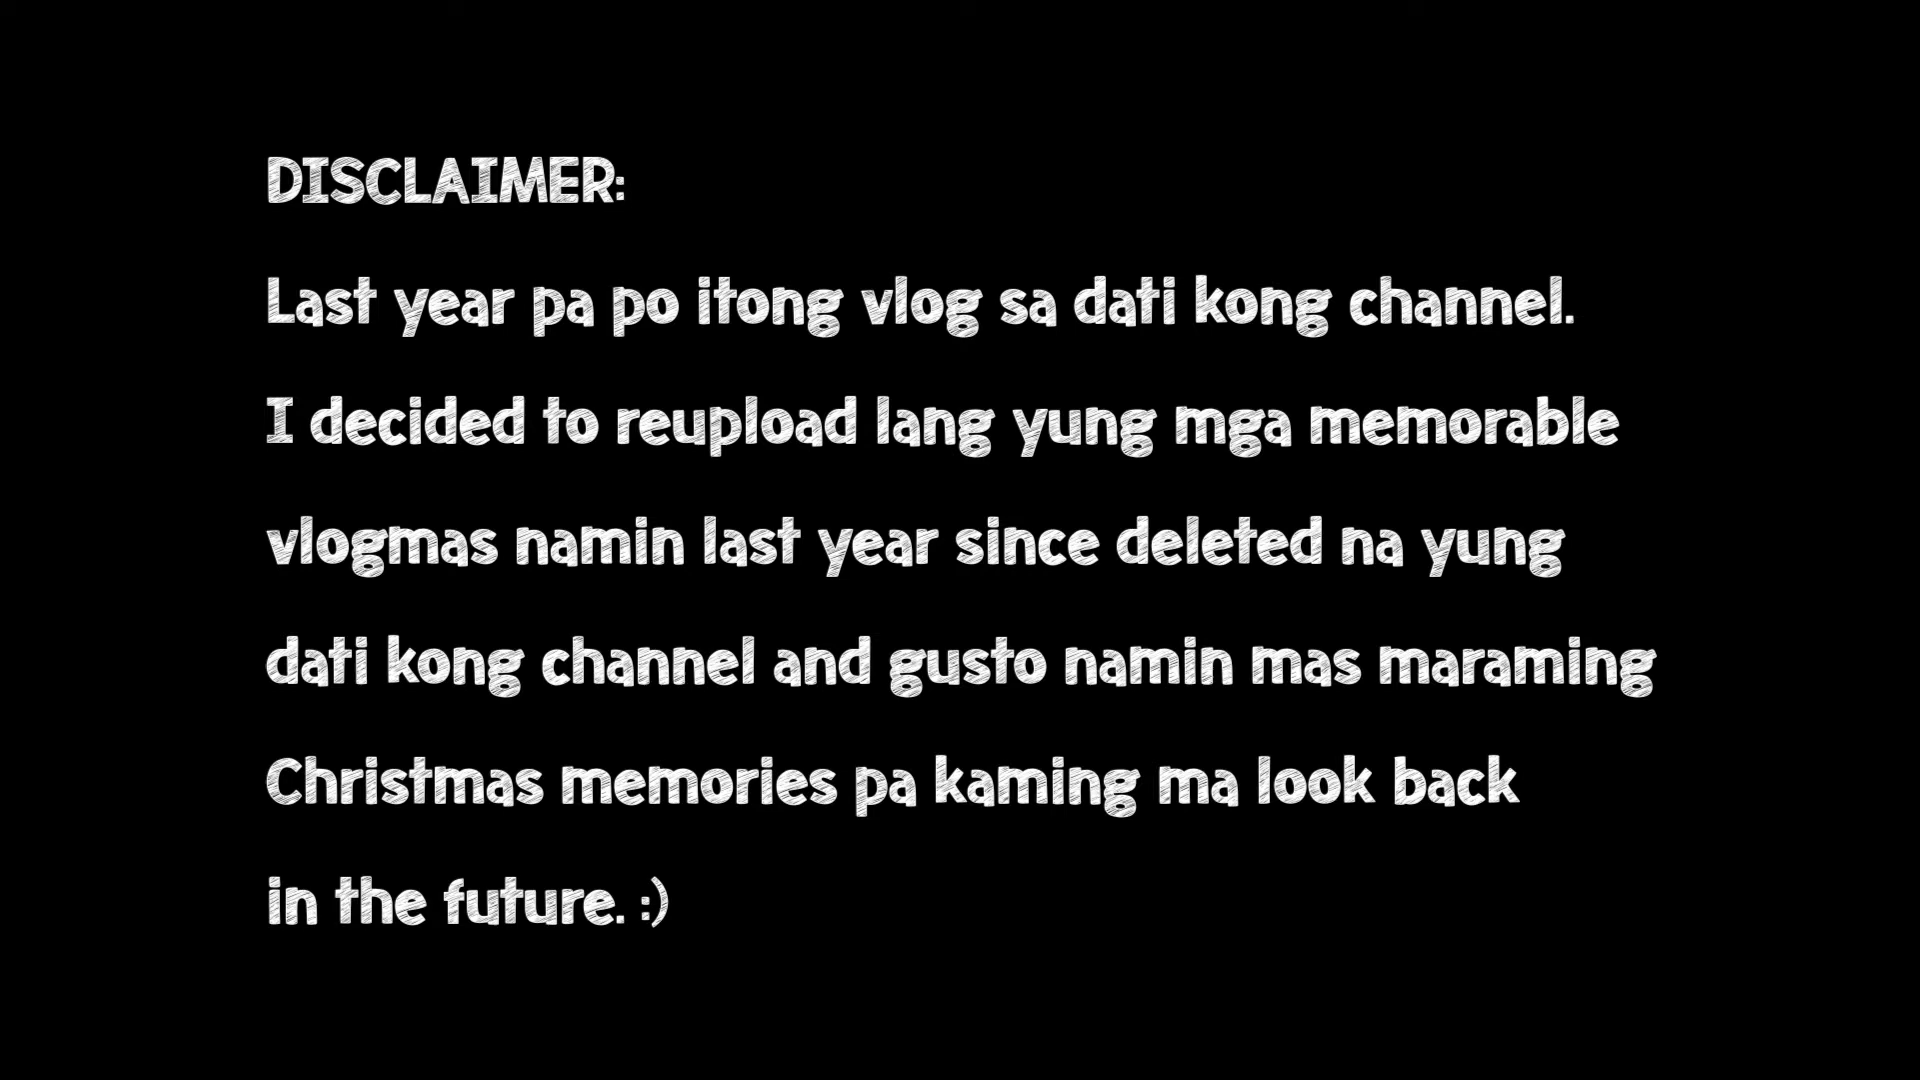 DISCLAIMER:
Last year pa po itong vlog sa dati kong channel.
I decided to reupload lang yung mga memorable
vlogmas namin last year since deleted na yung
dati kong channel and gusto namin mas maraming
Christmas memories pa kaming ma look back
in the future. :)